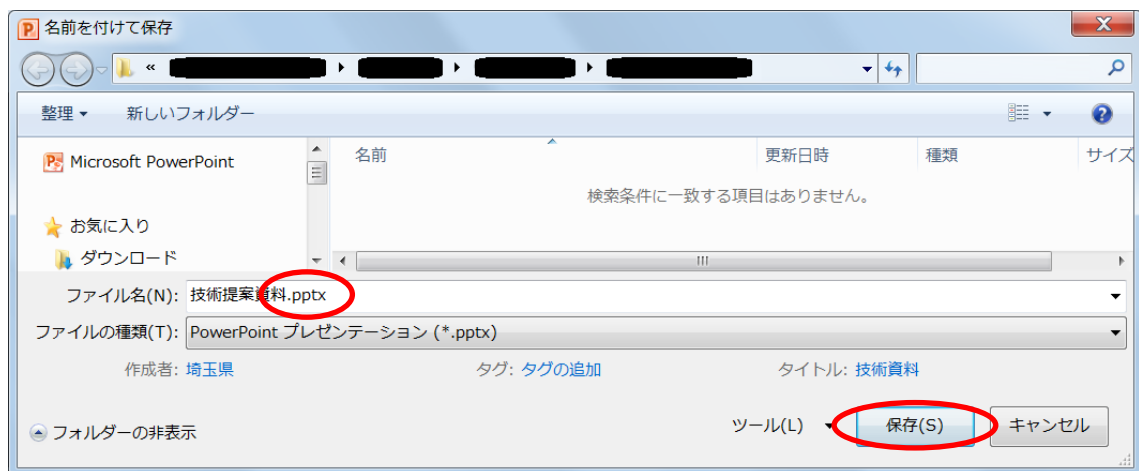 名前を付けて保存
«
整理 新しいフォルダー
Microsoft PowerPoint
名前 更新日時 種類 サイズ
検索条件に一致する項目はありません。
お気に入り
ダウンロード
ファイル名(N): 技術提案資料.pptx
ファイルの種類(T): PowerPoint プレゼンテーション (*.pptx)
作成者: 埼玉県 タグ: タグの追加 タイトル: 技術資料
フォルダーの非表示 ツール(L) 保存(S) キャンセル